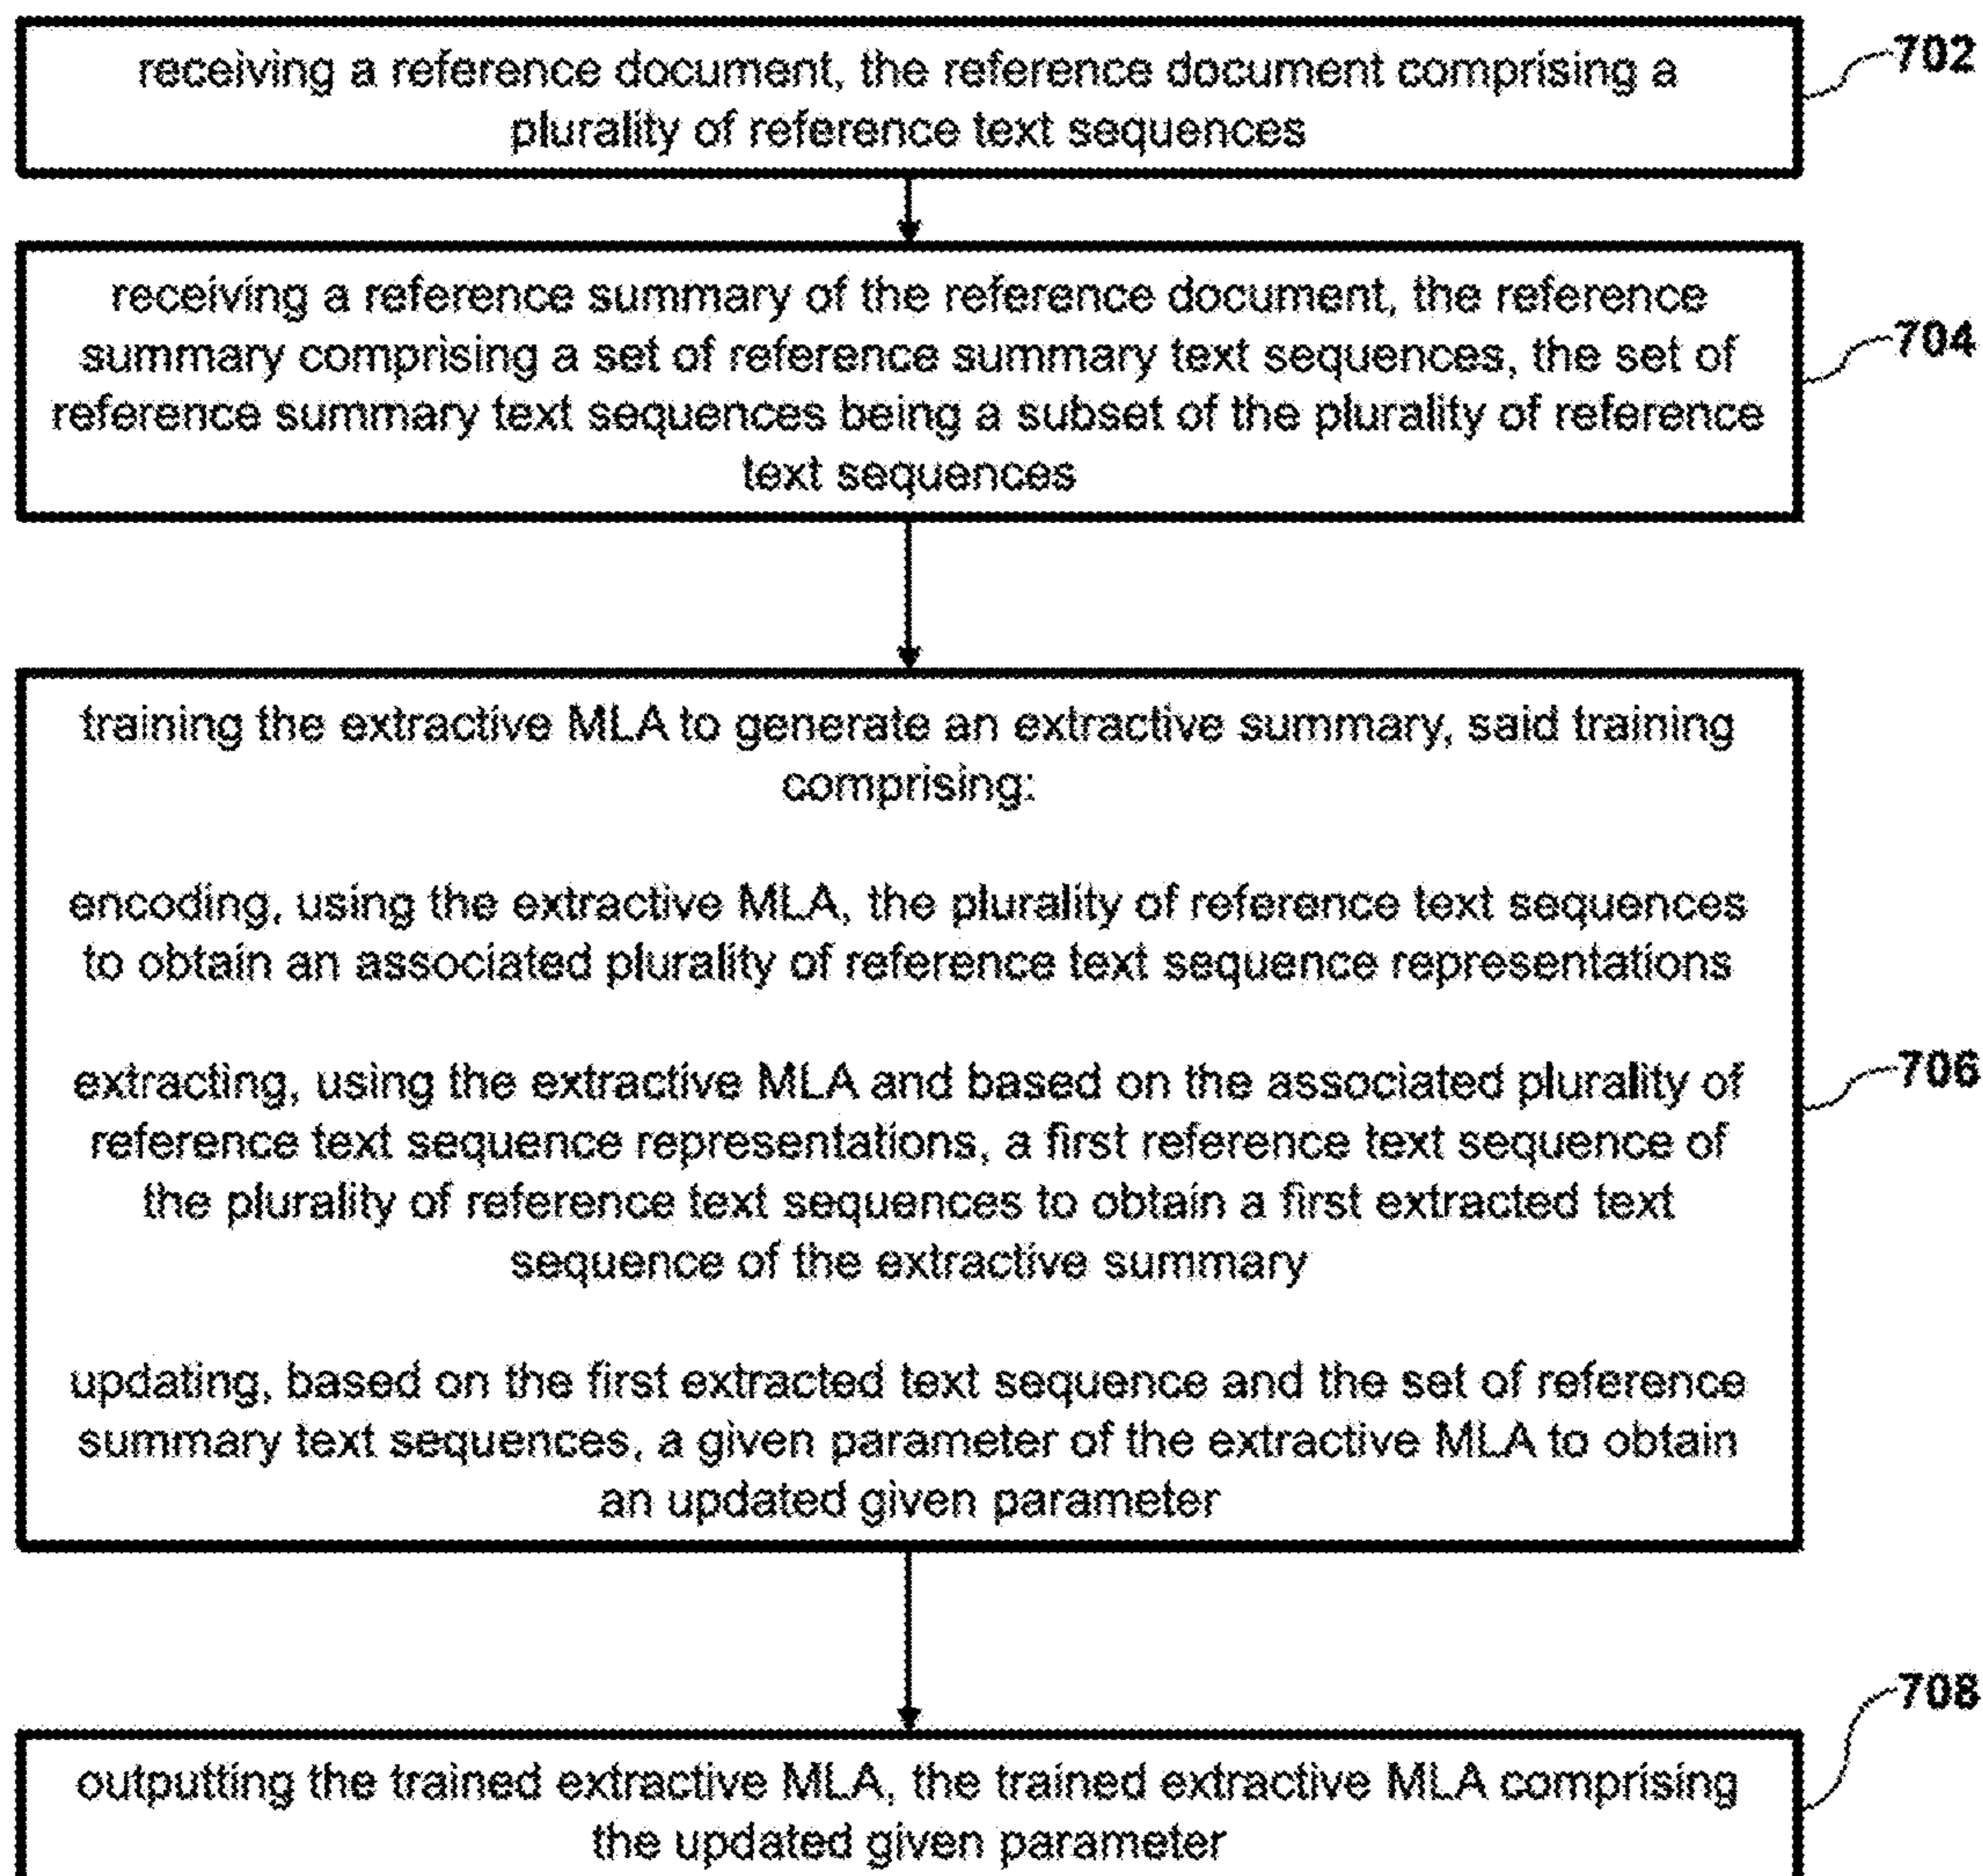 receiving a reference document, the reference document comprising a
plurality of reference text sequences
702
receiving a reference summary of the reference document, the reference
summary comprising a set of reference summary text sequences, the set of
reference summary text sequences being a subset of the plurality of reference
text sequences
704
training the extractive MLA to generate an extractive summary, said training
comprising:
encoding, using the extractive MLA, the plurality of reference text sequences
to obtain an associated plurality of reference text sequence representations
extracting, using the extractive MLA and based on the associated plurality of
reference text sequence representations, a first reference text sequence of
the plurality of reference text sequences to obtain a first extracted text
sequence of the extractive summary
updating, based on the first extracted text sequence and the set of reference
summary text sequences, a given parameter of the extractive MLA to obtain
an updated given parameter
706
outputting the trained extractive MLA, the trained extractive MLA comprising
the updated given parameter
708